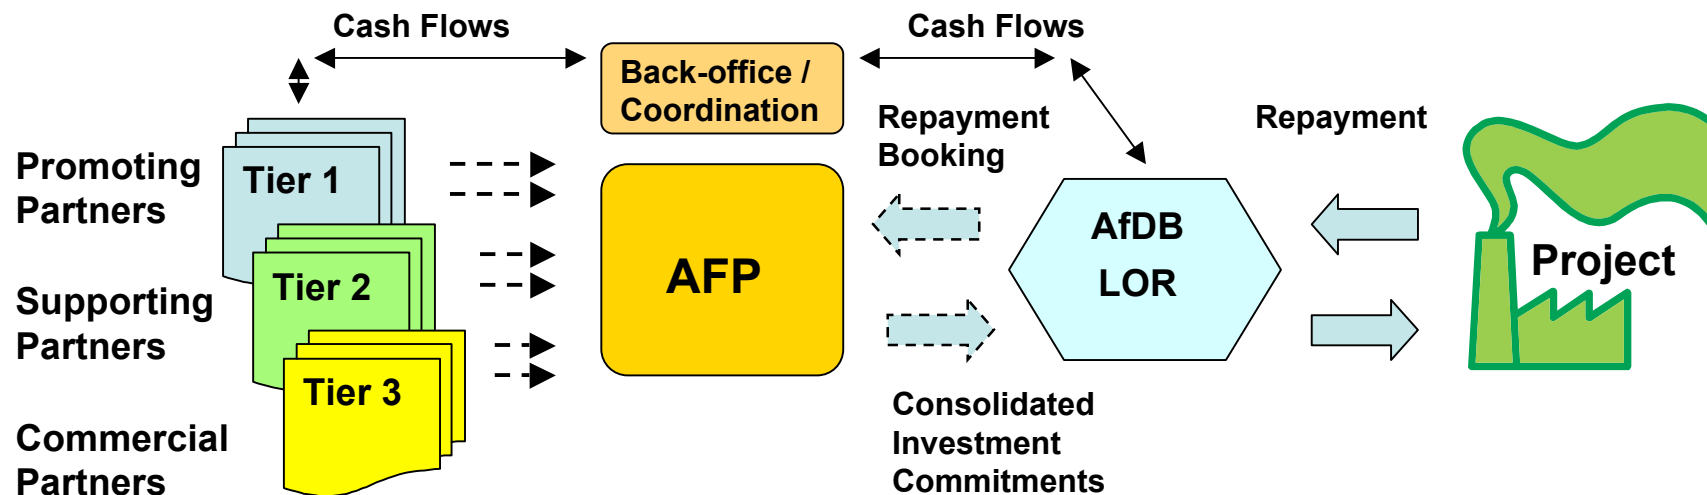 Cash Flows
Cash Flows
Back-office /
Coordination
Repayment
Booking
Repayment
Promoting
Partners
Tier 1
AfDB
LOR
Project
AFP
Supporting
Partners
Tier 2
Commercial
Partners
Tier 3
Consolidated
Investment
Commitments